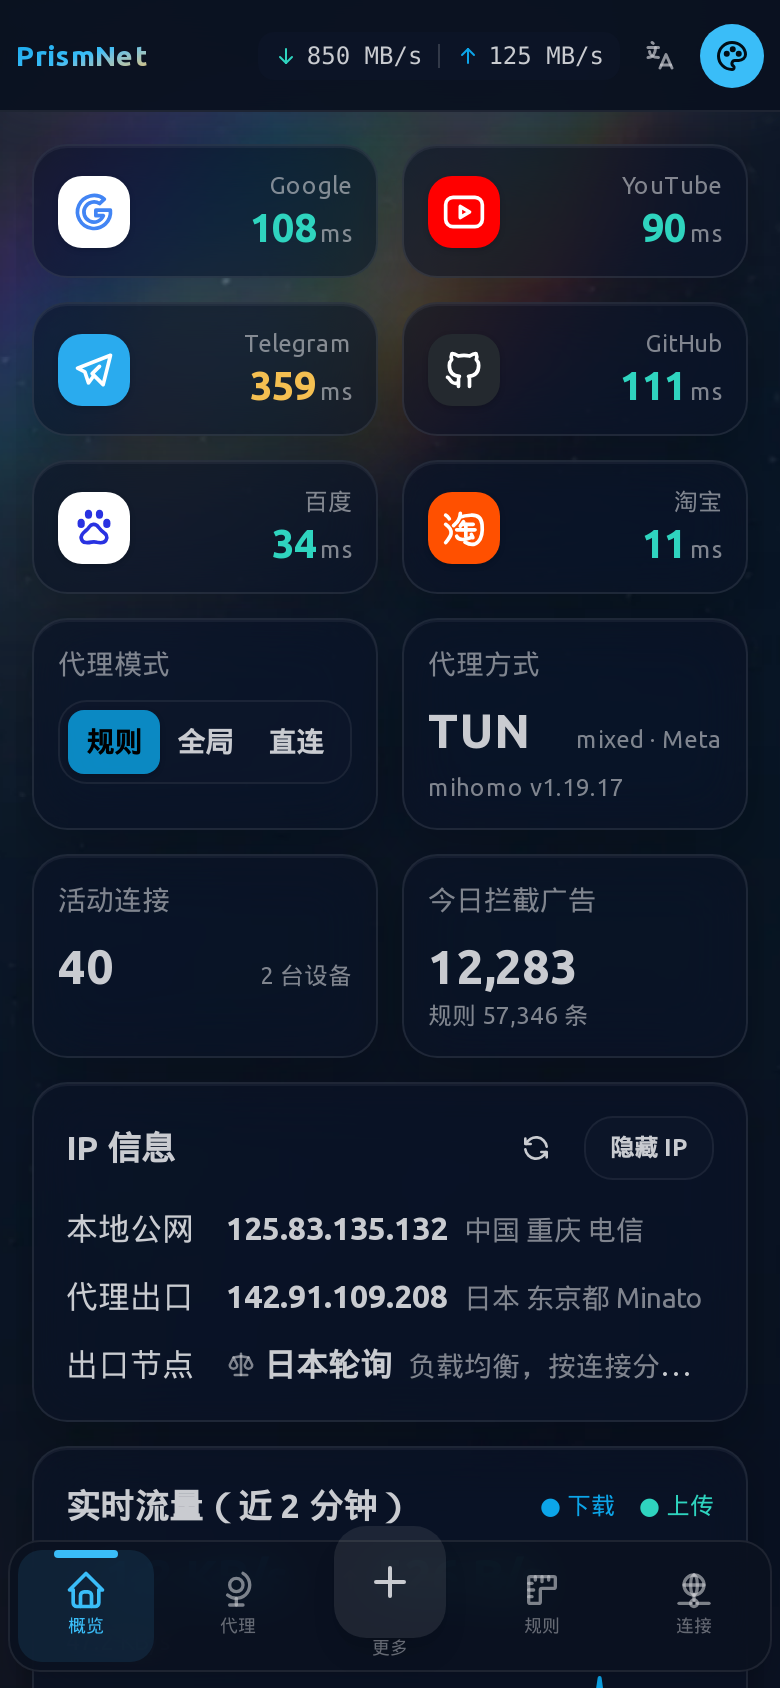 PrismNet
↓ 850 MB/s | ↑ 125 MB/s
Google
108 ms
YouTube
90 ms
Telegram
359 ms
GitHub
111 ms
百度
34 ms
淘
淘宝
11 ms
代理模式
规则 全局 直连
代理方式
TUN mixed · Meta
mihomo v1.19.17
活动连接
40 2 台设备
今日拦截广告
12,283
规则 57,346 条
IP 信息
隐藏 IP
本地公网 125.83.135.132 中国 重庆 电信
代理出口 142.91.109.208 日本 东京都 Minato
出口节点 日本轮询 负载均衡，按连接分…
实时流量（近 2 分钟）
下载 上传
概览 代理 更多 规则 连接